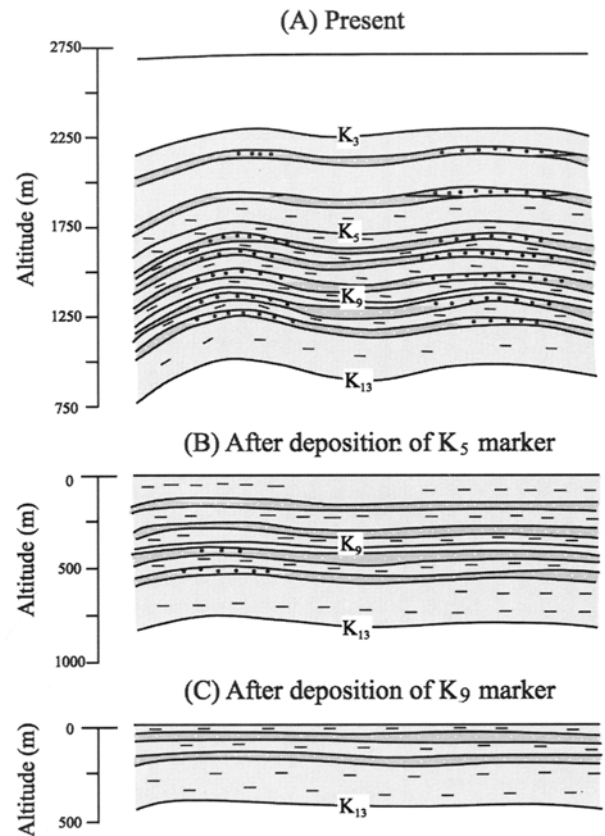 (A) Present
2750
2250
1750
1250
750
Altitude (m)
K₃
K₅
K₉
K₁₃
(B) After deposition of K₅ marker
0
500
1000
Altitude (m)
K₉
K₁₃
(C) After deposition of K₉ marker
0
500
Altitude (m)
K₁₃